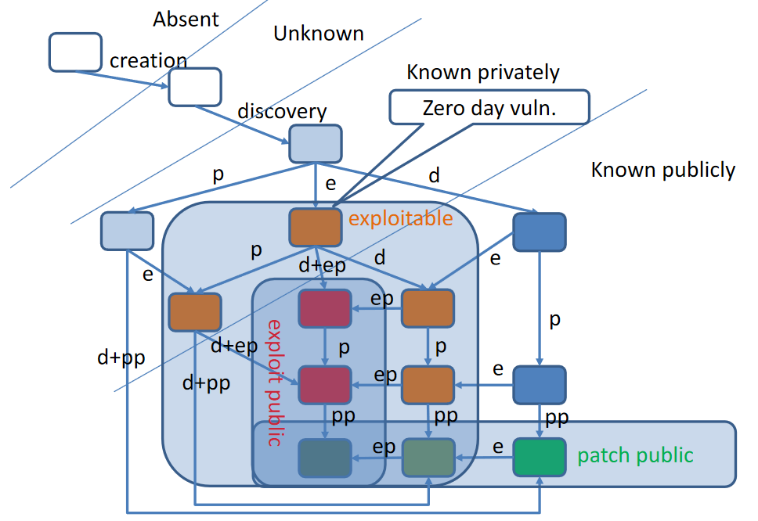 Absent
Unknown
creation
Known privately
discovery
Zero day vuln.
Known publicly
p
e
d
exploitable
p
d+ep
d
e
e
ep
exploit public
p
d+ep
p
p
d+pp
d+pp
ep
e
pp
pp
pp
ep
e
patch public